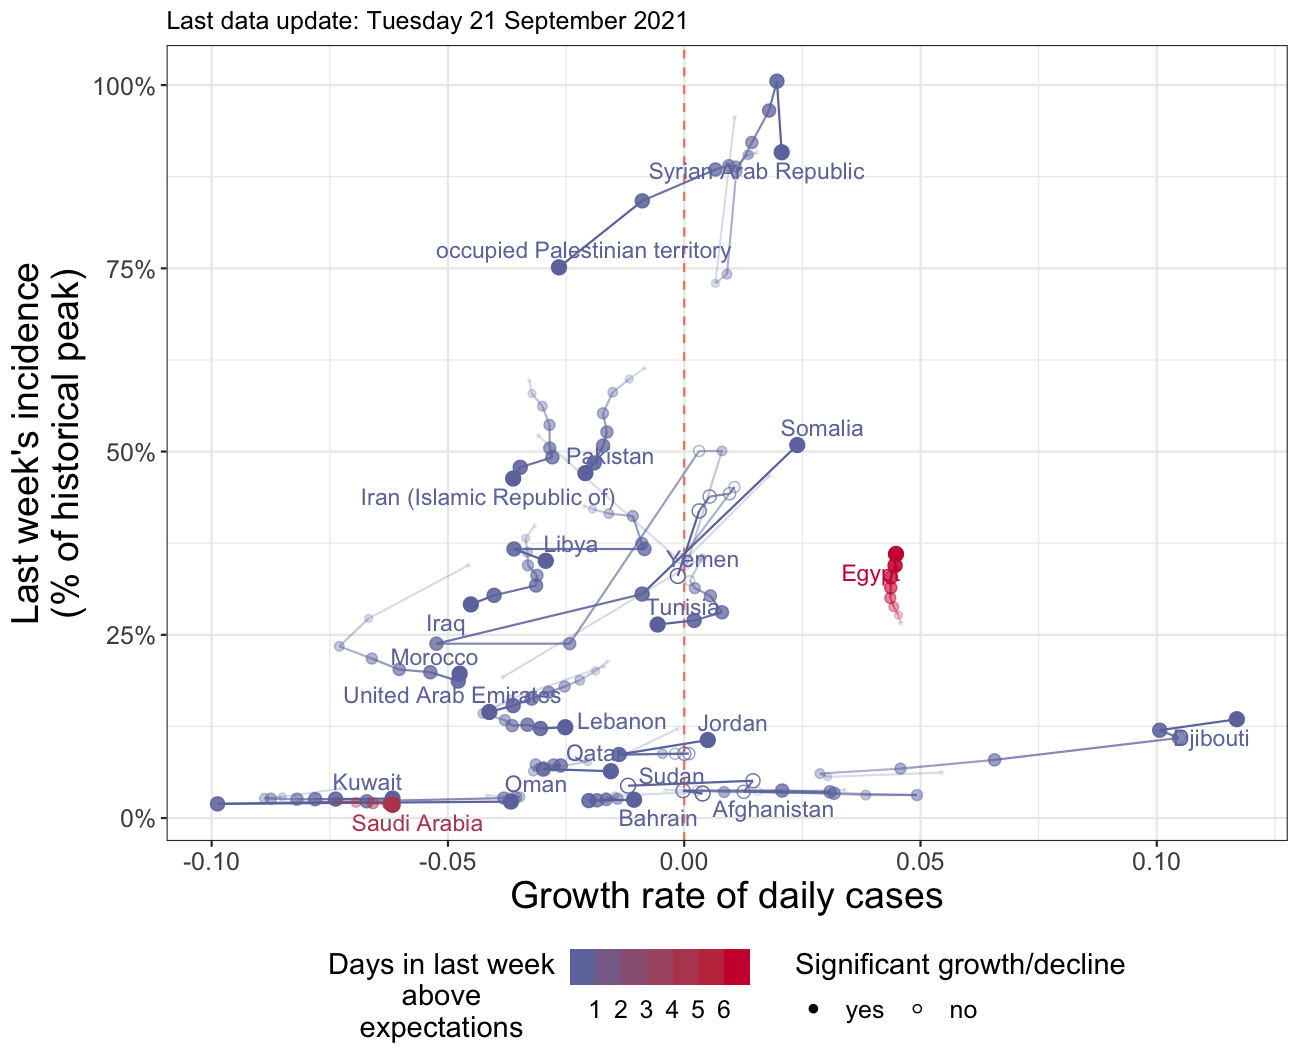 Last data update: Tuesday 21 September 2021
Last week's incidence
(% of historical peak)
100%
75%
50%
25%
0%
Syrian Arab Republic
occupied Palestinian territory
Somalia
Pakistan
Iran (Islamic Republic of)
Libya
Yemen
Egypt
Tunisia
Iraq
Morocco
United Arab Emirates
Lebanon
Jordan
Djibouti
Qatar
Sudan
Kuwait
Oman
Afghanistan
Bahrain
Saudi Arabia
-0.10
-0.05
0.00
0.05
0.10
Growth rate of daily cases
Days in last week
above
expectations
1 2 3 4 5 6
Significant growth/decline
yes
no